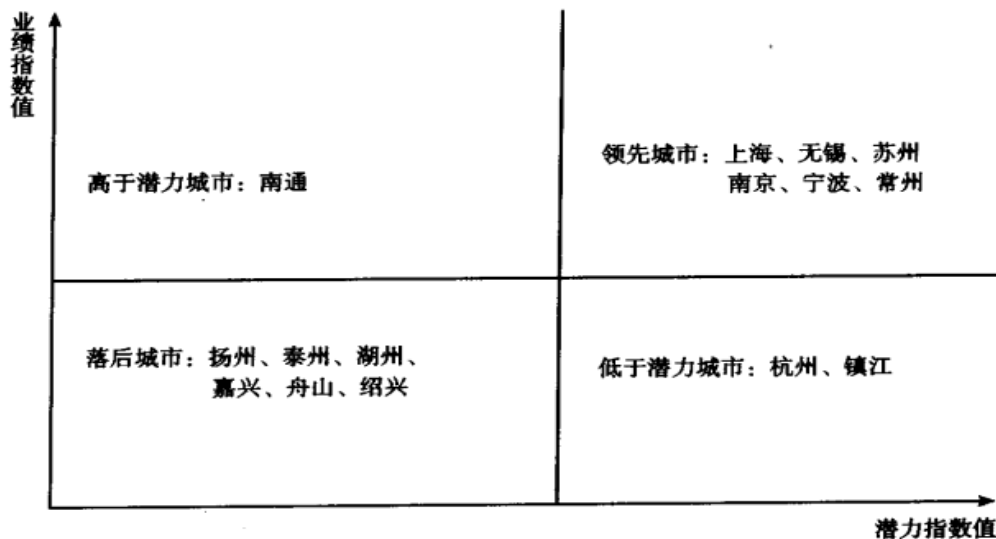 业绩指数值
领先城市：上海、无锡、苏州
南京、宁波、常州
高于潜力城市：南通
落后城市：扬州、泰州、湖州、
嘉兴、舟山、绍兴
低于潜力城市：杭州、镇江
潜力指数值